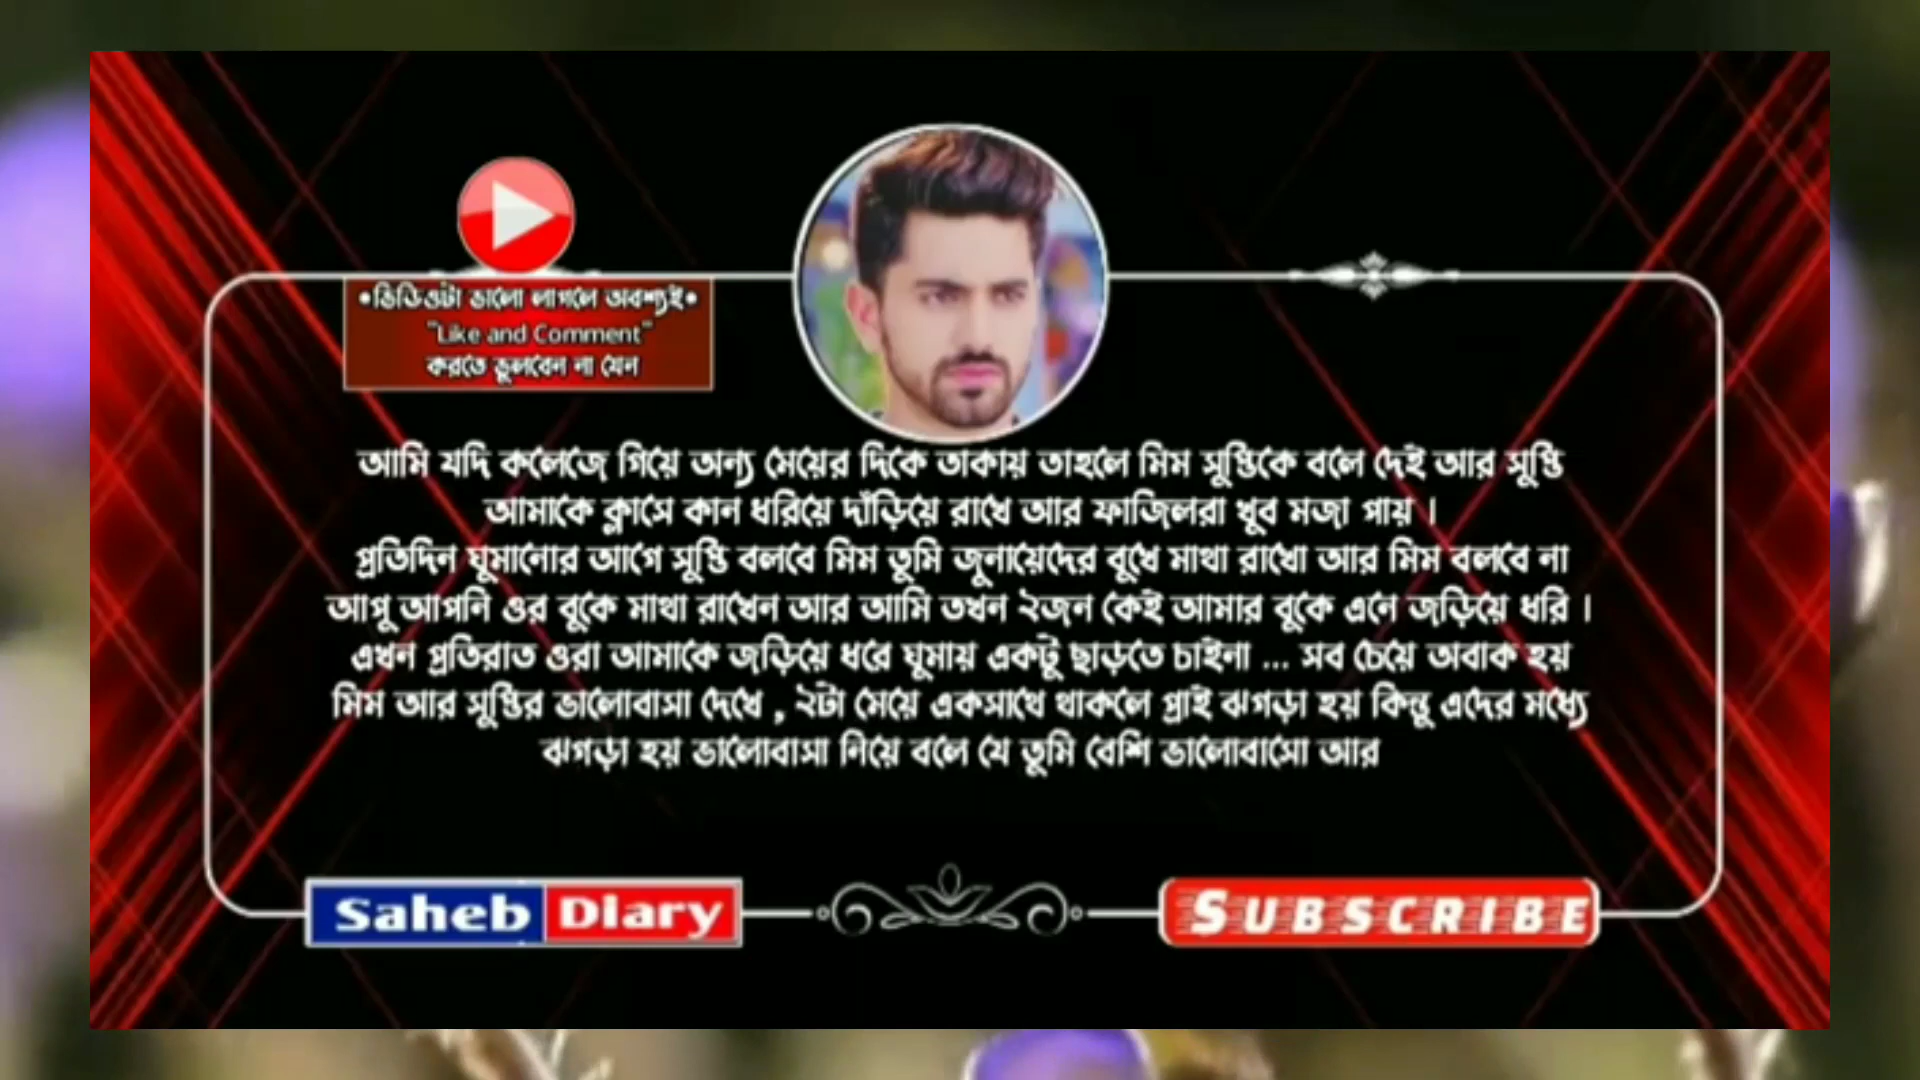 •ভিডিওটা ভালো লাগলে অবশ্যই•
"Like and Comment"
করতে ভুলবেন না যেন
আমি যদি কলেজে গিয়ে অন্য মেয়ের দিকে তাকায় তাহলে মিম সুপ্তিকে বলে দেই আর সুপ্তি
আমাকে ক্লাসে কান ধরিয়ে দাঁড়িয়ে রাখে আর ফাজিলরা খুব মজা পায় ।
প্রতিদিন ঘুমানোর আগে সুপ্তি বলবে মিম তুমি জুনায়েদের বুখে মাথা রাখো আর মিম বলবে না
আপু আপনি ওর বুকে মাথা রাখেন আর আমি তখন ২জন কেই আমার বুকে এনে জড়িয়ে ধরি ।
এখন প্রতিরাত ওরা আমাকে জড়িয়ে ধরে ঘুমায় একটু ছাড়তে চাইনা ... সব চেয়ে অবাক হয়
মিম আর সুপ্তির ভালোবাসা দেখে , ২টা মেয়ে একসাথে থাকলে প্রাই ঝগড়া হয় কিন্তু এদের মধ্যে
ঝগড়া হয় ভালোবাসা নিয়ে বলে যে তুমি বেশি ভালোবাসো আর
Saheb Diary
SUBSCRIBE